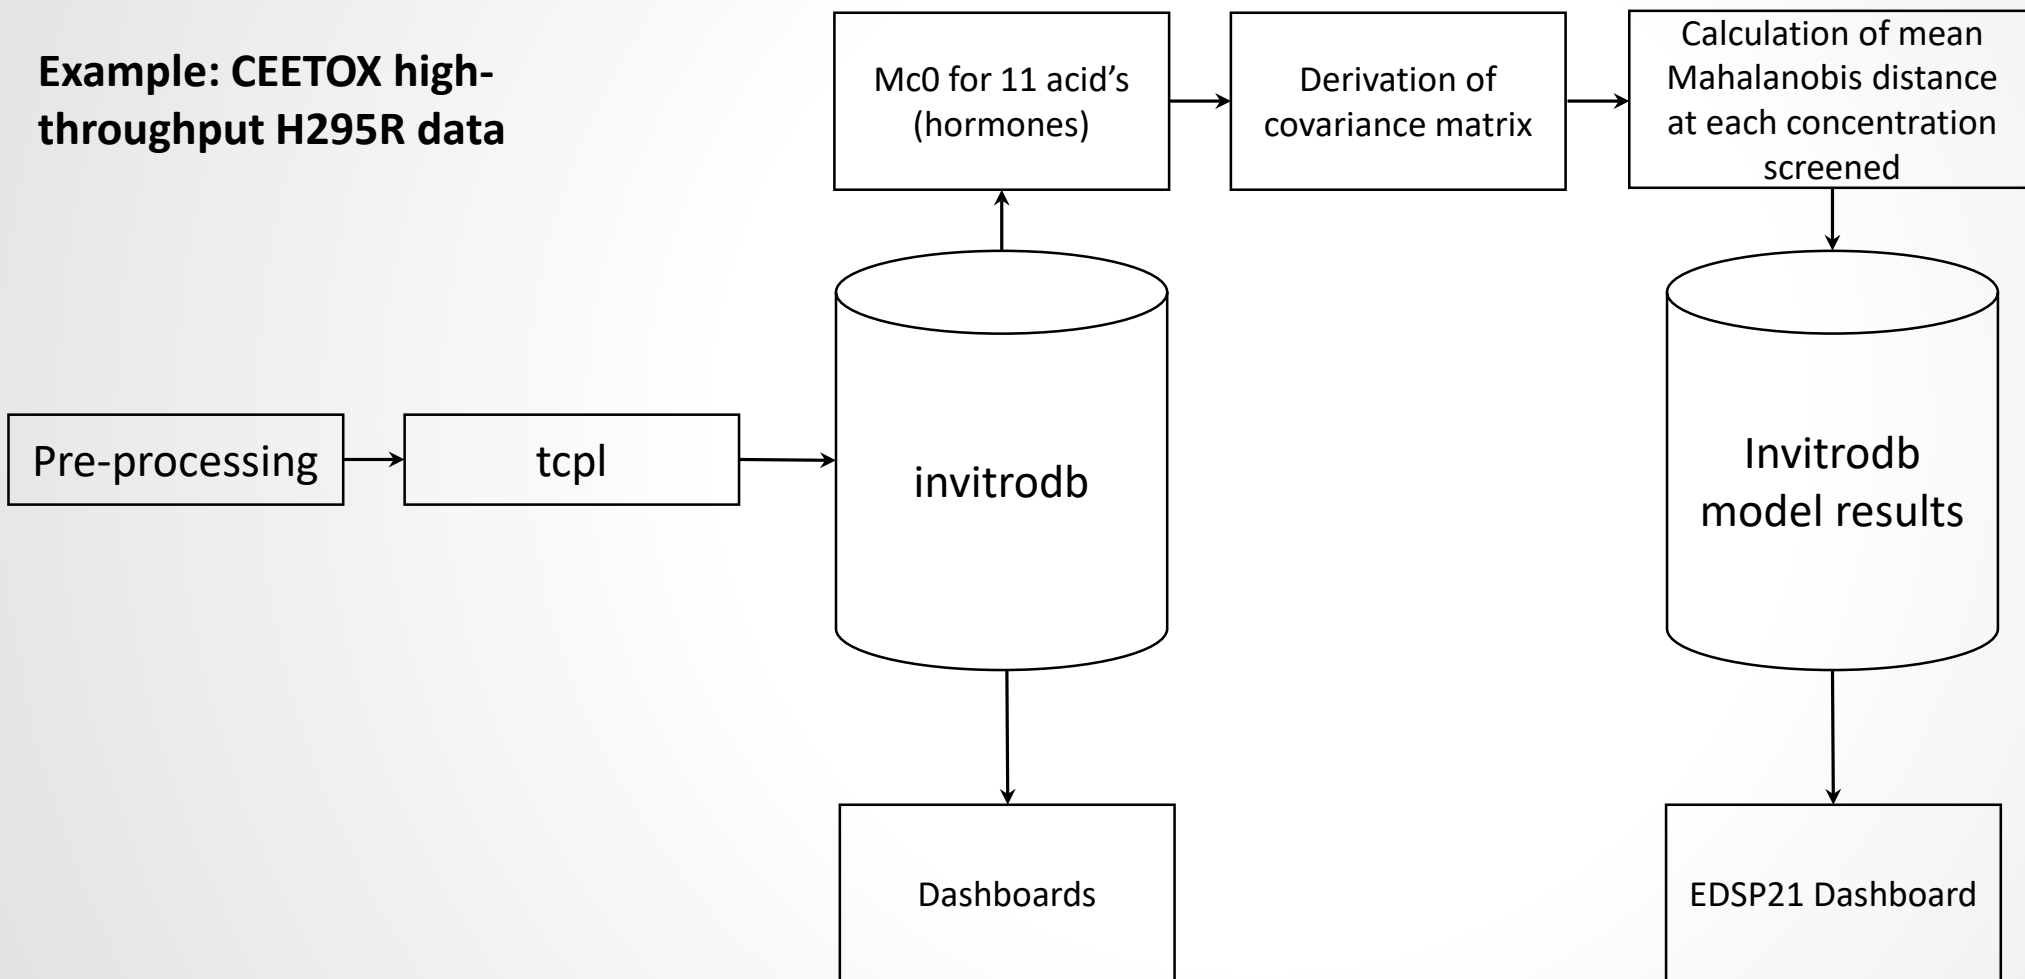 Example: CEETOX high-
throughput H295R data
Mc0 for 11 acid’s
(hormones)
Derivation of
covariance matrix
Calculation of mean
Mahalanobis distance
at each concentration
screened
Pre-processing
tcpl
invitrodb
Invitrodb
model results
Dashboards
EDSP21 Dashboard